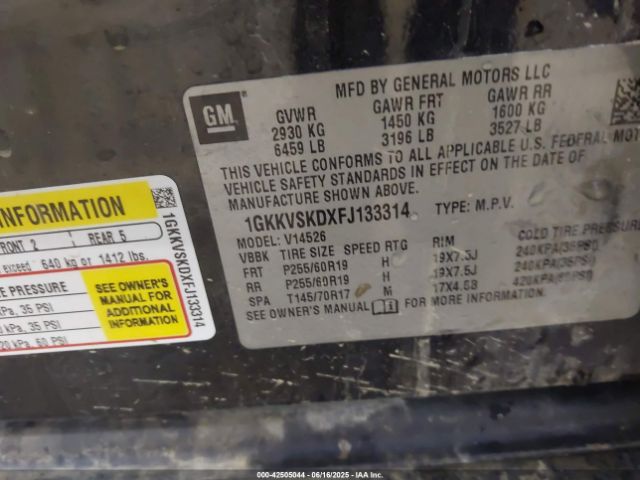 MFD BY GENERAL MOTORS LLC
GM
GVWR GAWR FRT GAWR RR
2930 KG 1450 KG 1600 KG
6459 LB 3196 LB 3527 LB
THIS VEHICLE CONFORMS TO ALL APPLICABLE U.S. FEDERAL MO
VEHICLE SAFETY STANDARDS IN EFFECT ON THE DATE OF
MANUFACTURE SHOWN ABOVE.
1GKKVSKDXFJ133314 TYPE: M.P.V.
MODEL: V14526
VBBK TIRE SIZE SPEED RTG RIM COLD TIRE PRESSU
FRT P255/60R19 H 19X7.5J 240KPA(35PSI)
RR P255/60R19 H 19X7.5J 240KPA(35PSI)
SPA T145/70R17 M 17X4.5B 420KPA(60PSI)
SEE OWNER'S MANUAL FOR MORE INFORMATION.
INFORMATION
FRONT 2 REAR 5
exceed 640 kg or 1412 lbs.
E PRESSURE
kPa, 35 PSI
kPa, 35 PSI
20 kPa, 60 PSI
SEE OWNER'S
MANUAL FOR
ADDITIONAL
INFORMATION
1GKKVSKDXFJ133314
000-42505044 - 06/16/2025 - IAA, Inc.